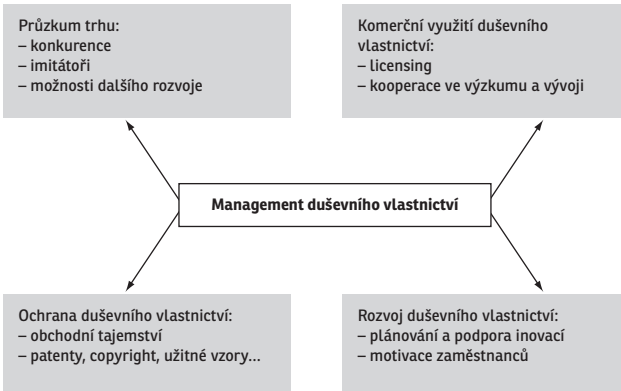 Průzkum trhu:
– konkurence
– imitátoři
– možnosti dalšího rozvoje
Komerční využití duševního
vlastnictví:
– licensing
– kooperace ve výzkumu a vývoji
Management duševního vlastnictví
Ochrana duševního vlastnictví:
– obchodní tajemství
– patenty, copyright, užitné vzory...
Rozvoj duševního vlastnictví:
– plánování a podpora inovací
– motivace zaměstnanců